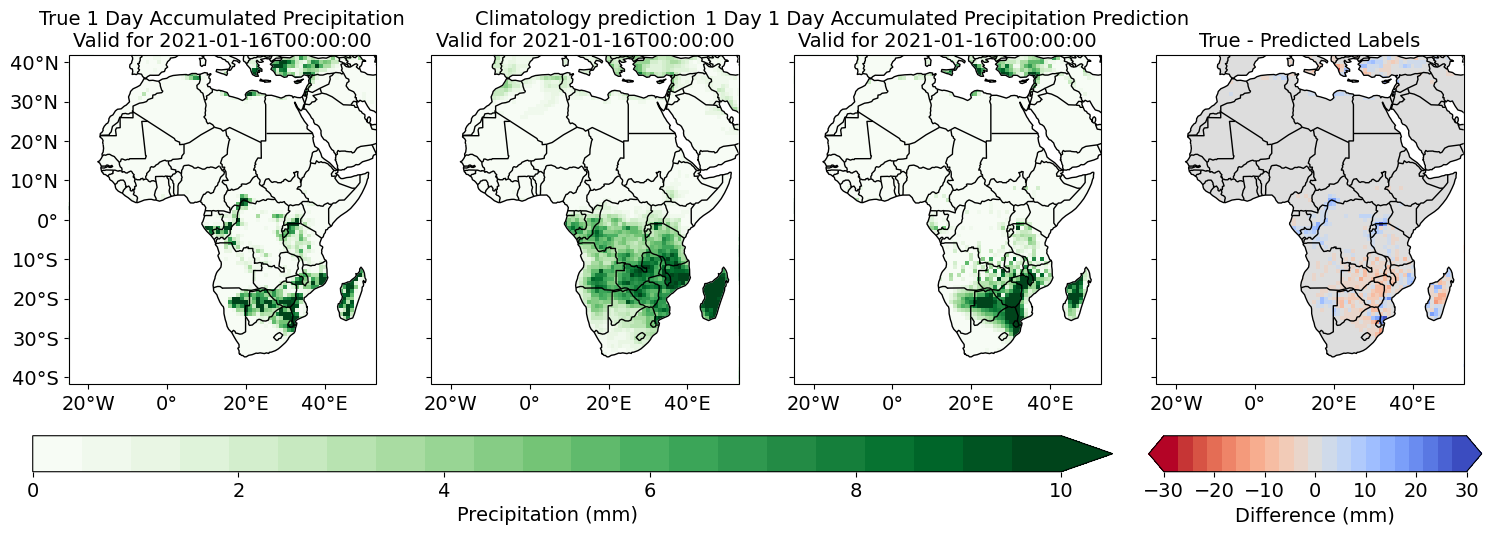 True 1 Day Accumulated Precipitation
Valid for 2021-01-16T00:00:00
Climatology prediction
Valid for 2021-01-16T00:00:00
1 Day 1 Day Accumulated Precipitation Prediction
Valid for 2021-01-16T00:00:00
True - Predicted Labels
40°N
30°N
20°N
10°N
0°
10°S
20°S
30°S
40°S
20°W 0° 20°E 40°E
20°W 0° 20°E 40°E
20°W 0° 20°E 40°E
20°W 0° 20°E 40°E
0 2 4 6 8 10
Precipitation (mm)
−30 −20 −10 0 10 20 30
Difference (mm)